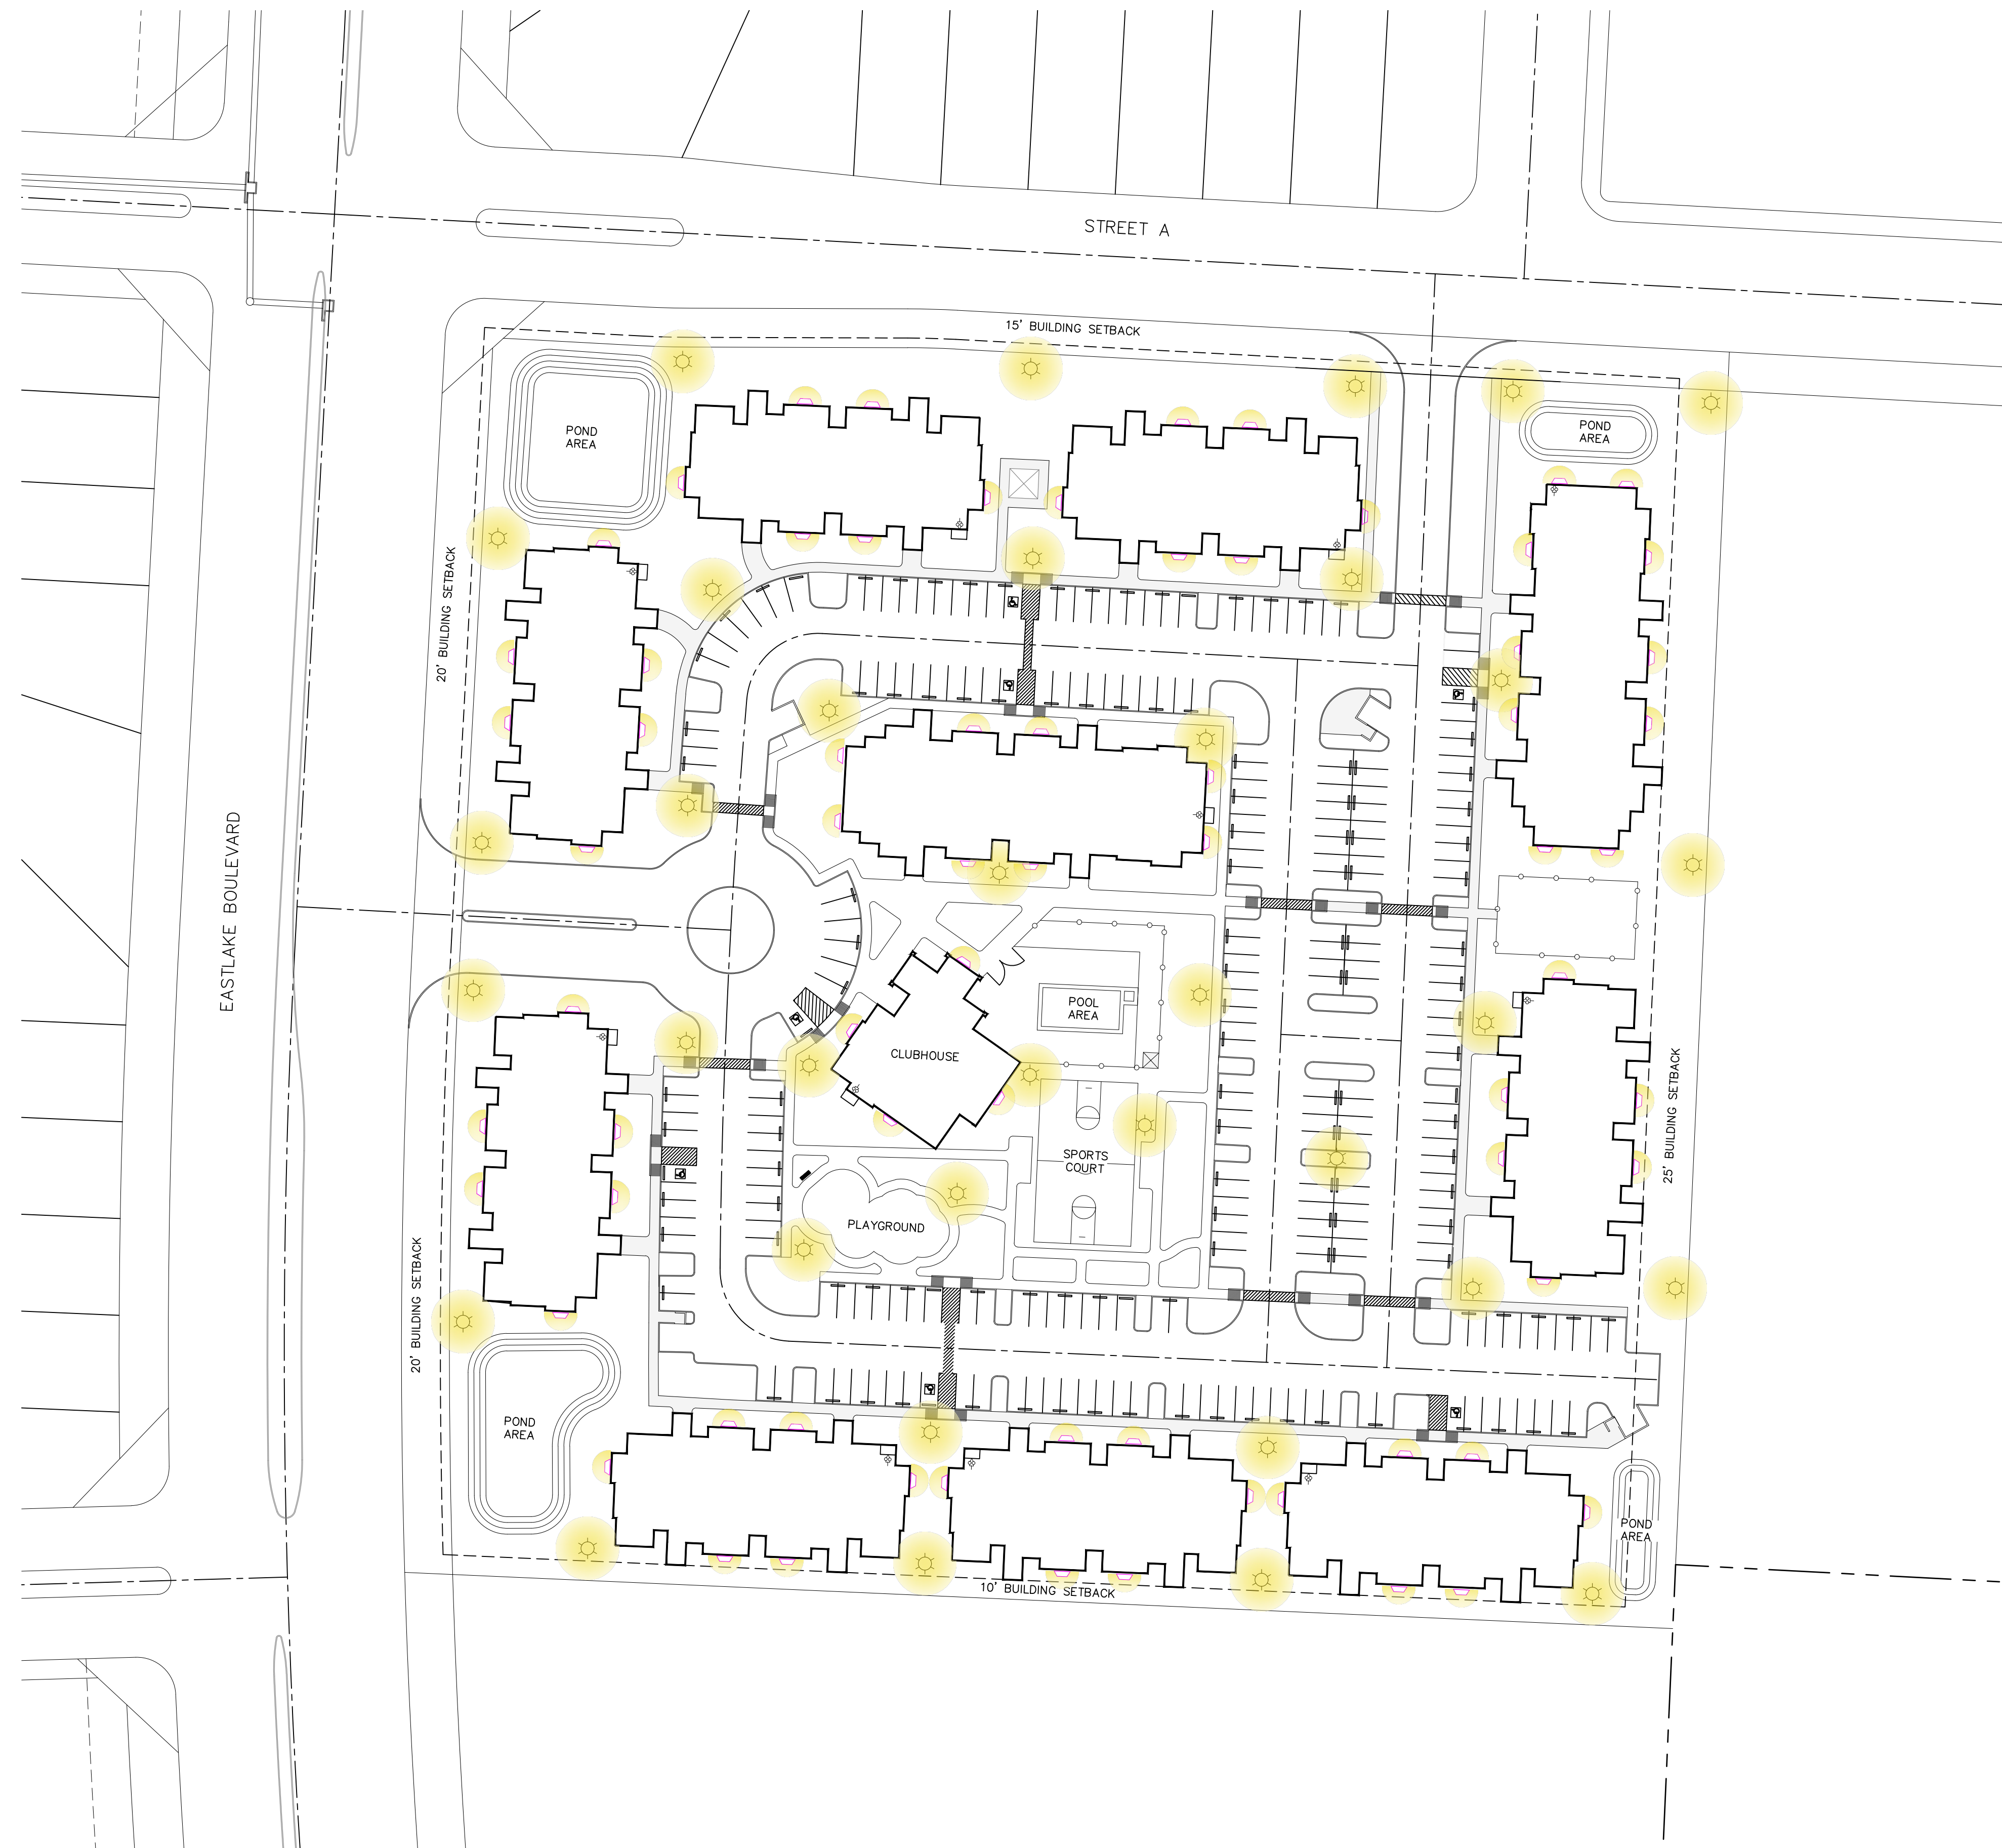 STREET A
15' BUILDING SETBACK
POND
AREA
POND
AREA
20' BUILDING SETBACK
EASTLAKE BOULEVARD
POOL
AREA
CLUBHOUSE
SPORTS
COURT
25' BUILDING SETBACK
PLAYGROUND
20' BUILDING SETBACK
POND
AREA
POND
AREA
10' BUILDING SETBACK